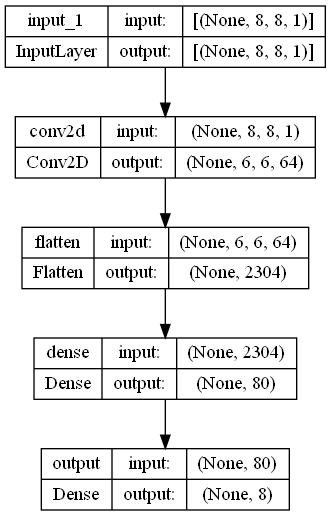 input_1 input: [(None, 8, 8, 1)]
InputLayer output: [(None, 8, 8, 1)]
conv2d input: (None, 8, 8, 1)
Conv2D output: (None, 6, 6, 64)
flatten input: (None, 6, 6, 64)
Flatten output: (None, 2304)
dense input: (None, 2304)
Dense output: (None, 80)
output input: (None, 80)
Dense output: (None, 8)